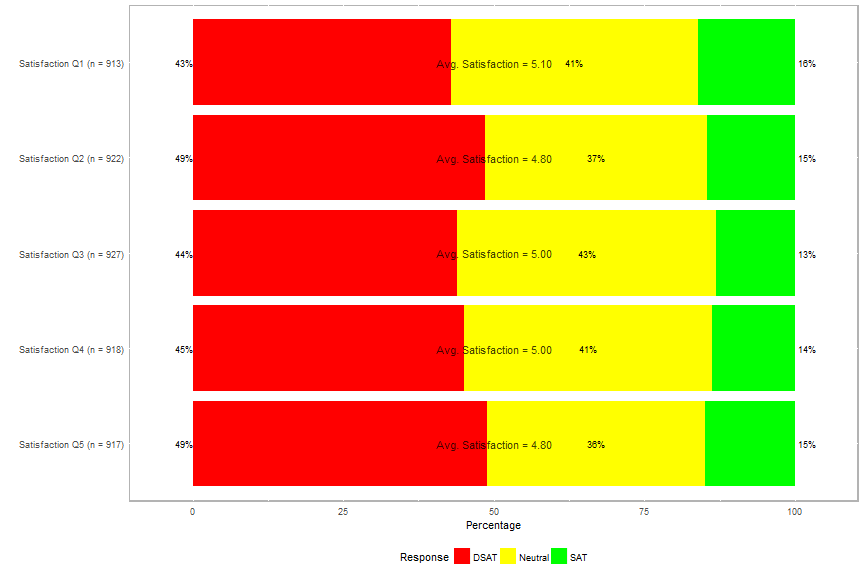 Satisfaction Q1 (n = 913) 43% Avg. Satisfaction = 5.10 41% 16%
Satisfaction Q2 (n = 922) 49% Avg. Satisfaction = 4.80 37% 15%
Satisfaction Q3 (n = 927) 44% Avg. Satisfaction = 5.00 43% 13%
Satisfaction Q4 (n = 918) 45% Avg. Satisfaction = 5.00 41% 14%
Satisfaction Q5 (n = 917) 49% Avg. Satisfaction = 4.80 36% 15%
0 25 50 75 100
Percentage
Response DSAT Neutral SAT